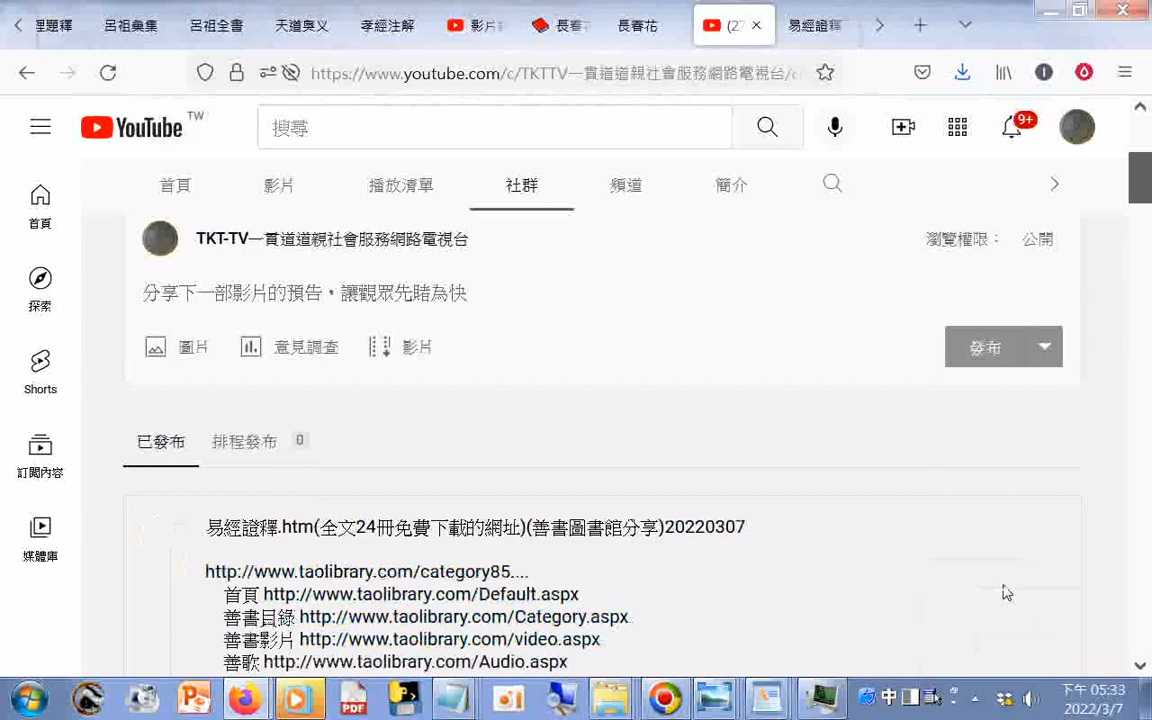 理題釋 呂祖奠集 呂祖全書 天道奧义 孝經注解 影片 長春 長春花 (2 易經證釋
https://www.youtube.com/c/TKTTV一貫道道親社會服務網路電視台/c
YouTube TW 搜尋 9+
首頁 影片 播放清單 社群 頻道 簡介
首頁
探索
Shorts
訂閱內容
媒體庫
TKT-TV一貫道道親社會服務網路電視台 瀏覽權限： 公開
分享下一部影片的預告，讓觀眾先睹為快
圖片 意見調查 影片 發布
已發布 排程發布 0
易經證釋.htm(全文24冊免費下載的網址)(善書圖書館分享)20220307
http://www.taolibrary.com/category85....
首頁 http://www.taolibrary.com/Default.aspx
善書目錄 http://www.taolibrary.com/Category.aspx
善書影片 http://www.taolibrary.com/video.aspx
善歌 http://www.taolibrary.com/Audio.aspx
PDF 中 下午 05:33
2022/3/7